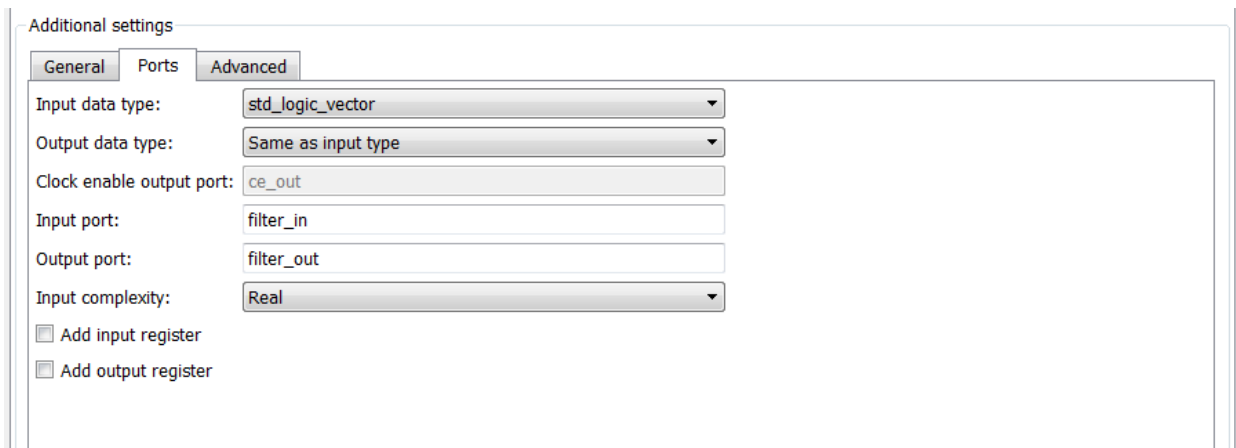 Additional settings
General Ports Advanced
Input data type: std_logic_vector
Output data type: Same as input type
Clock enable output port: ce_out
Input port: filter_in
Output port: filter_out
Input complexity: Real
Add input register
Add output register